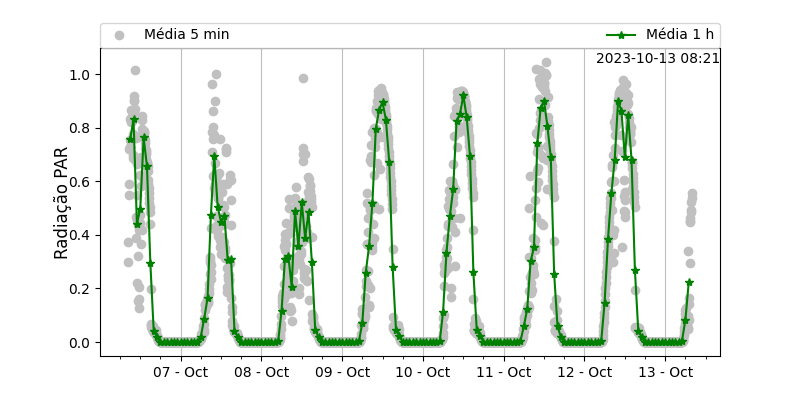 Média 5 min
Média 1 h
2023-10-13 08:21
Radiação PAR
1.0
0.8
0.6
0.4
0.2
0.0
07 - Oct
08 - Oct
09 - Oct
10 - Oct
11 - Oct
12 - Oct
13 - Oct